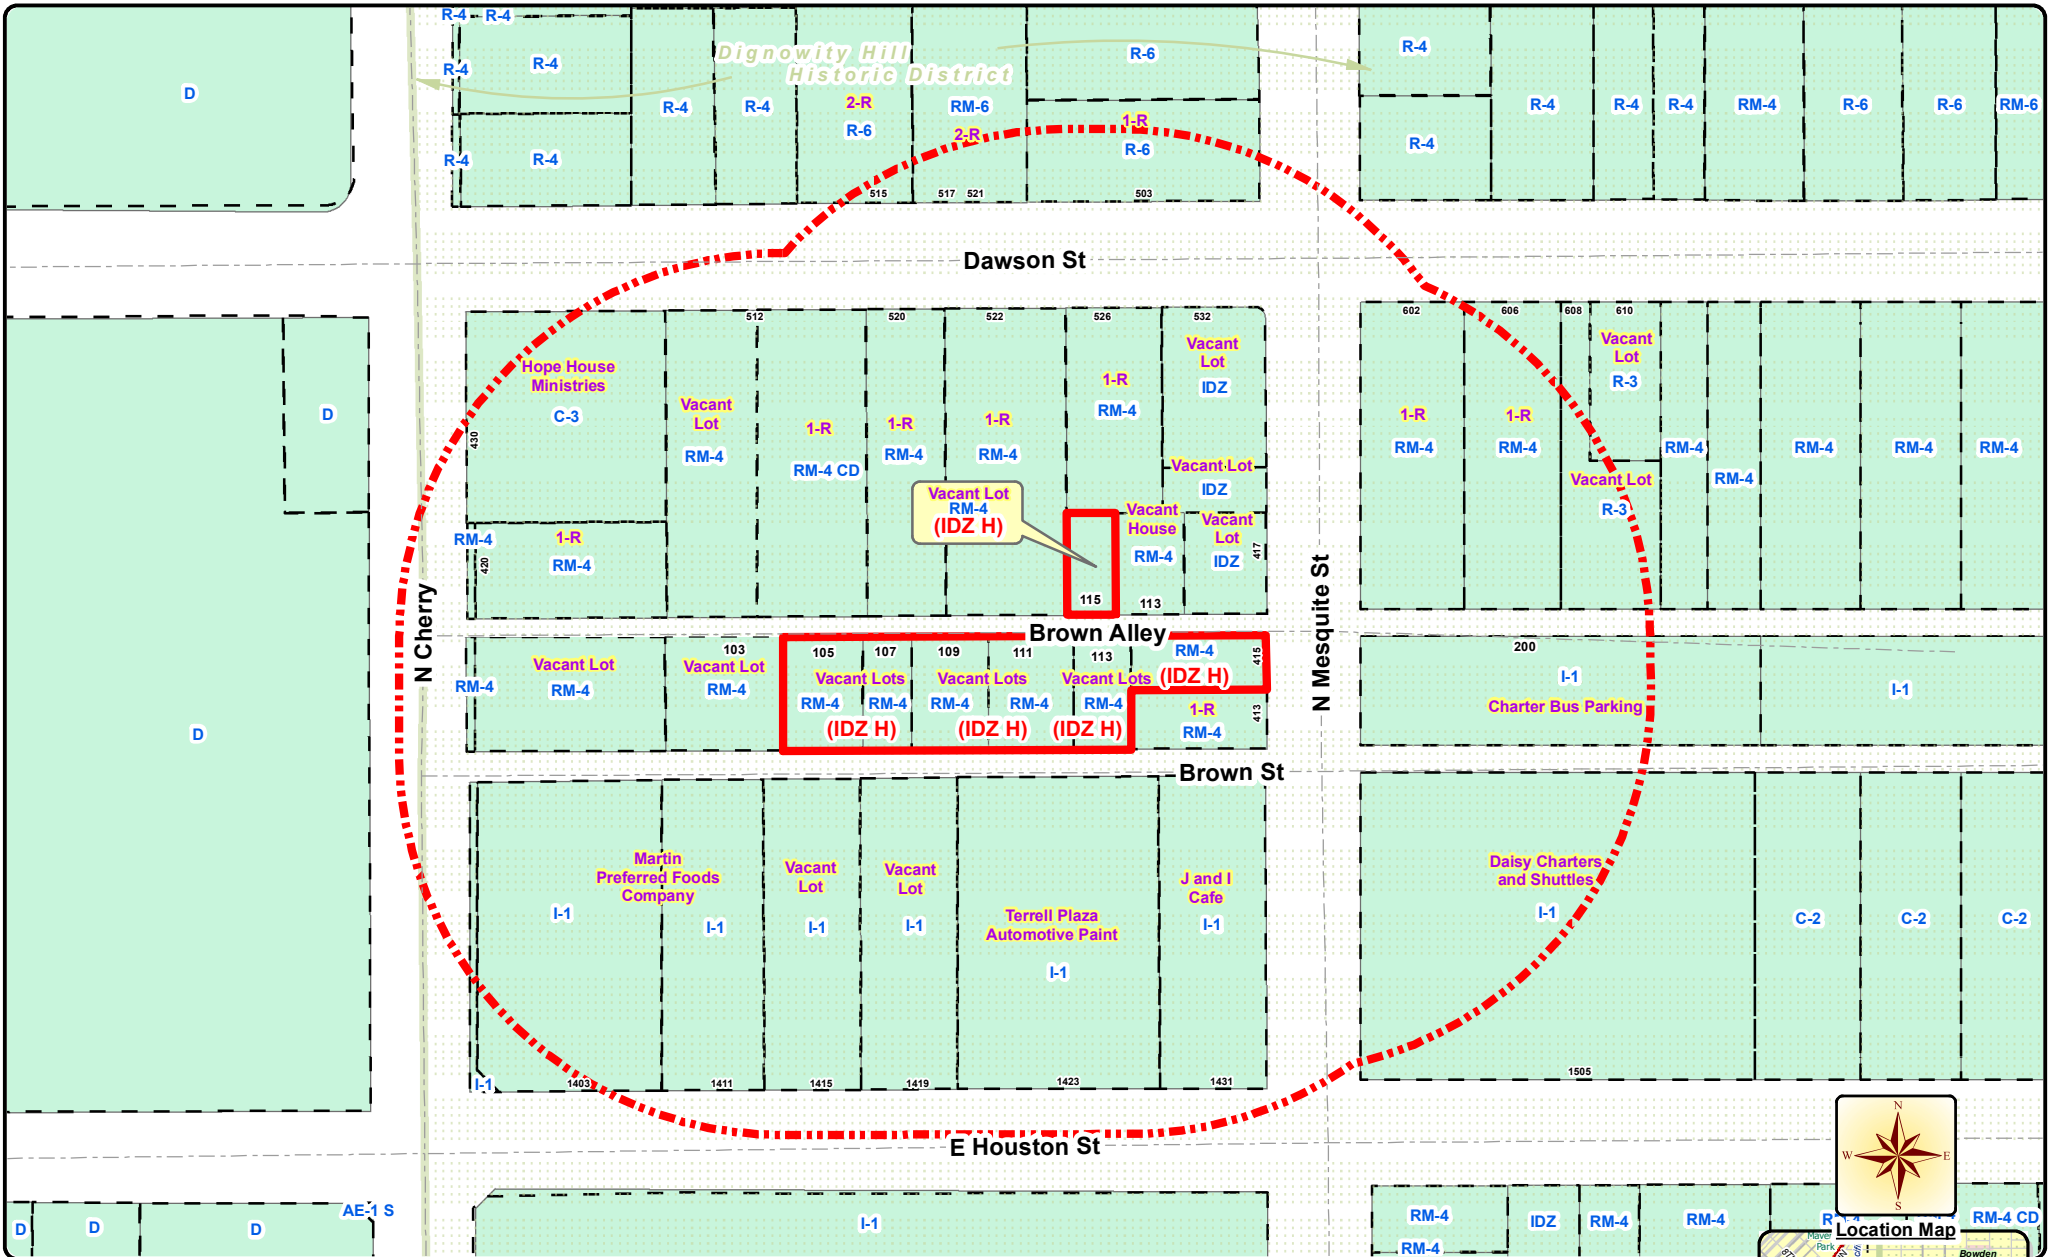 R-4
R-4
R-4
R-4
R-4
R-4
R-4
R-4
Dignowity Hill
Historic District
2-R
R-6
515
RM-6
2-R
517
521
R-6
1-R
R-6
503
R-4
R-4
R-4
R-4
R-4
RM-4
R-6
R-6
RM-6
D
Dawson St
D
D
Hope House
Ministries
C-3
430
Vacant
Lot
RM-4
512
1-R
RM-4 CD
520
1-R
RM-4
522
1-R
RM-4
526
1-R
RM-4
532
Vacant
Lot
IDZ
Vacant Lot
IDZ
Vacant
Lot
IDZ
417
Vacant
House
RM-4
113
Vacant Lot
RM-4
(IDZ H)
115
RM-4
420
1-R
RM-4
602
1-R
RM-4
606
1-R
RM-4
608
610
Vacant
Lot
R-3
Vacant Lot
R-3
RM-4
RM-4
RM-4
RM-4
RM-4
N Cherry
N Mesquite St
Brown Alley
RM-4
Vacant Lot
RM-4
103
Vacant Lot
RM-4
105
107
109
111
113
Vacant Lots
Vacant Lots
Vacant Lots
RM-4
RM-4
RM-4
RM-4
RM-4
(IDZ H)
(IDZ H)
(IDZ H)
RM-4
415
(IDZ H)
1-R
RM-4
413
200
I-1
Charter Bus Parking
I-1
Brown St
Martin
Preferred Foods
Company
I-1
I-1
I-1
1403
1411
Vacant
Lot
I-1
1415
Vacant
Lot
I-1
1419
Terrell Plaza
Automotive Paint
I-1
1423
J and I
Cafe
I-1
1431
Daisy Charters
and Shuttles
I-1
1505
C-2
C-2
C-2
E Houston St
D
D
D
AE-1 S
I-1
RM-4
RM-4
IDZ
RM-4
RM-4
RM-4 CD
N
W
E
S
Location Map
Park
Bowden